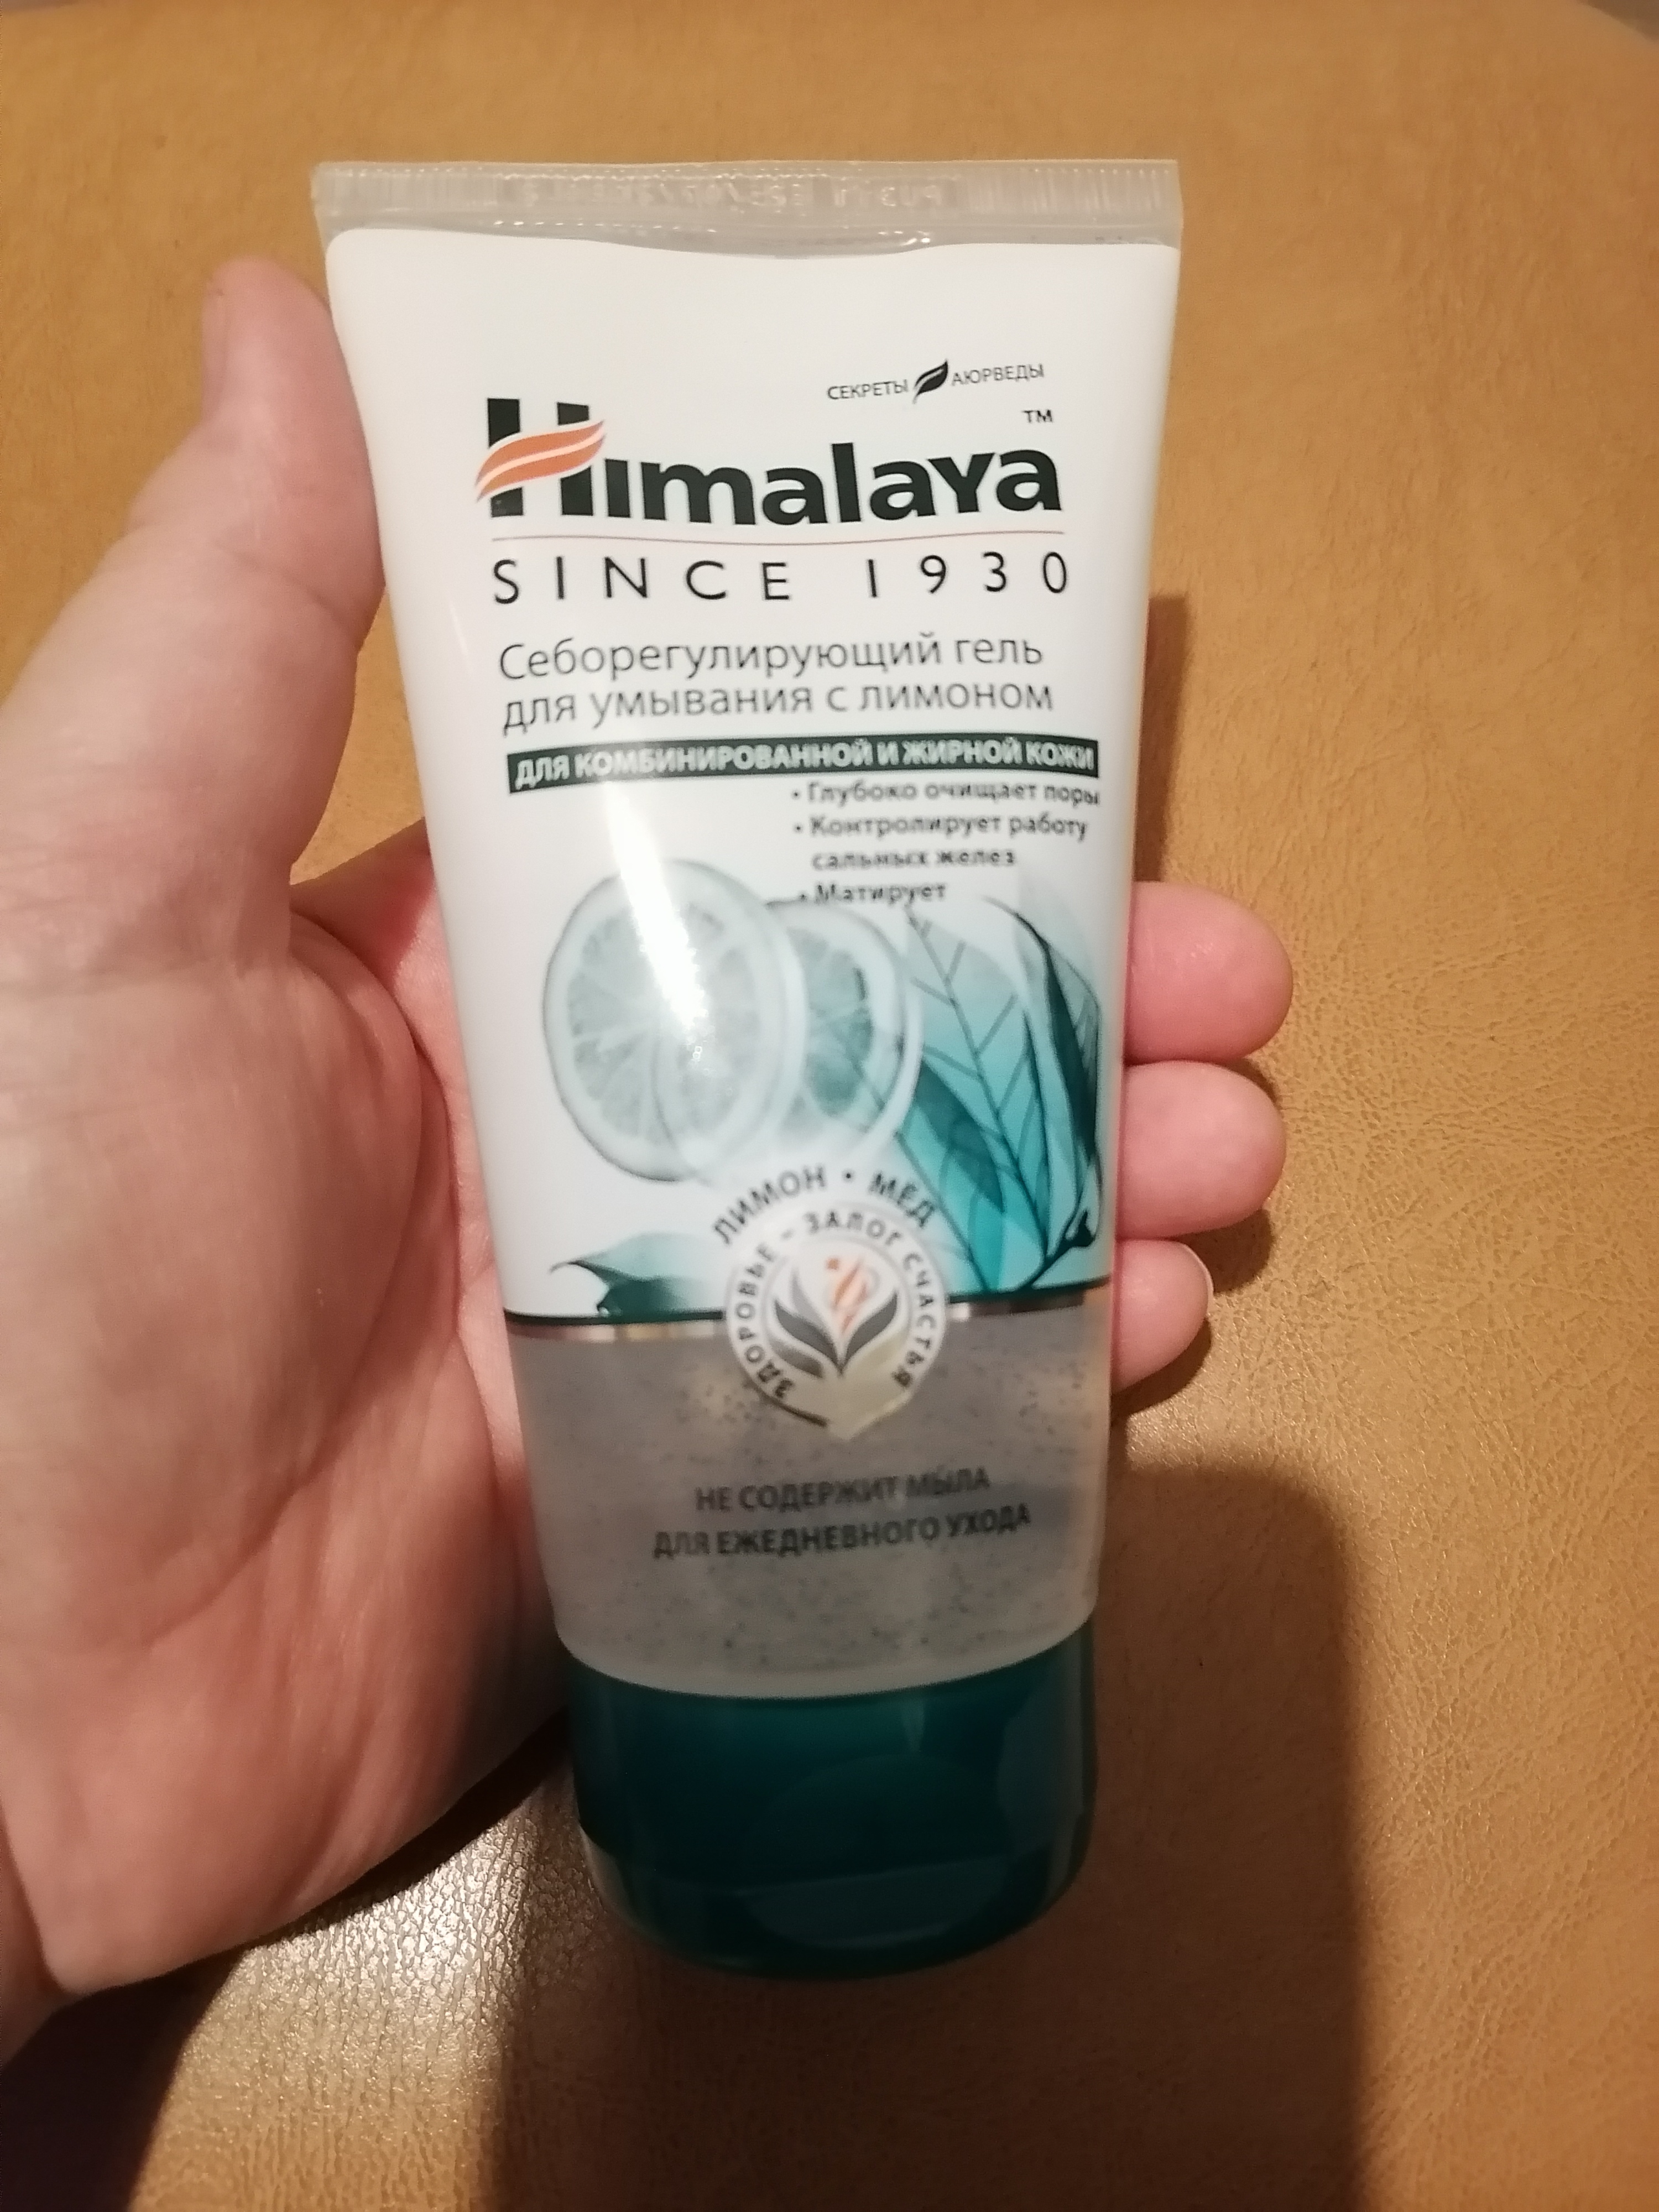 СЕКРЕТЫ АЮРВЕДЫ
Himalaya™
SINCE 1930
Себорегулирующий гель
для умывания с лимоном
ДЛЯ КОМБИНИРОВАННОЙ И ЖИРНОЙ КОЖИ
• Глубоко очищает поры
• Контролирует работу
сальных желез
• Матирует
ЛИМОН • МЁД
ЗДОРОВЬЕ – ЗАЛОГ СЧАСТЬЯ
НЕ СОДЕРЖИТ МЫЛА
ДЛЯ ЕЖЕДНЕВНОГО УХОДА